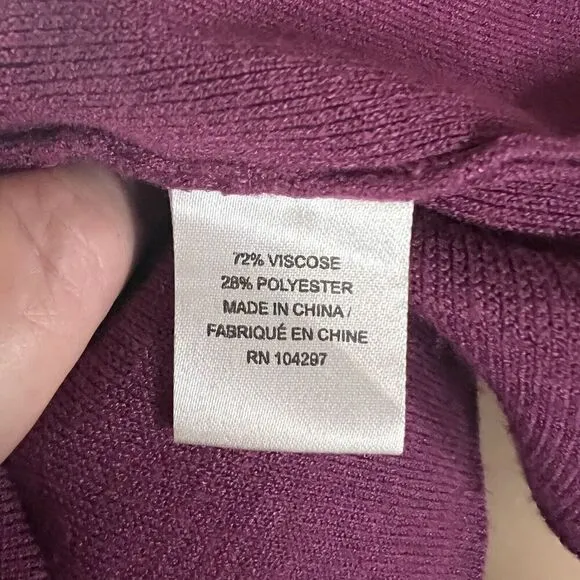 72% VISCOSE
28% POLYESTER
MADE IN CHINA /
FABRIQUÉ EN CHINE
RN 104297